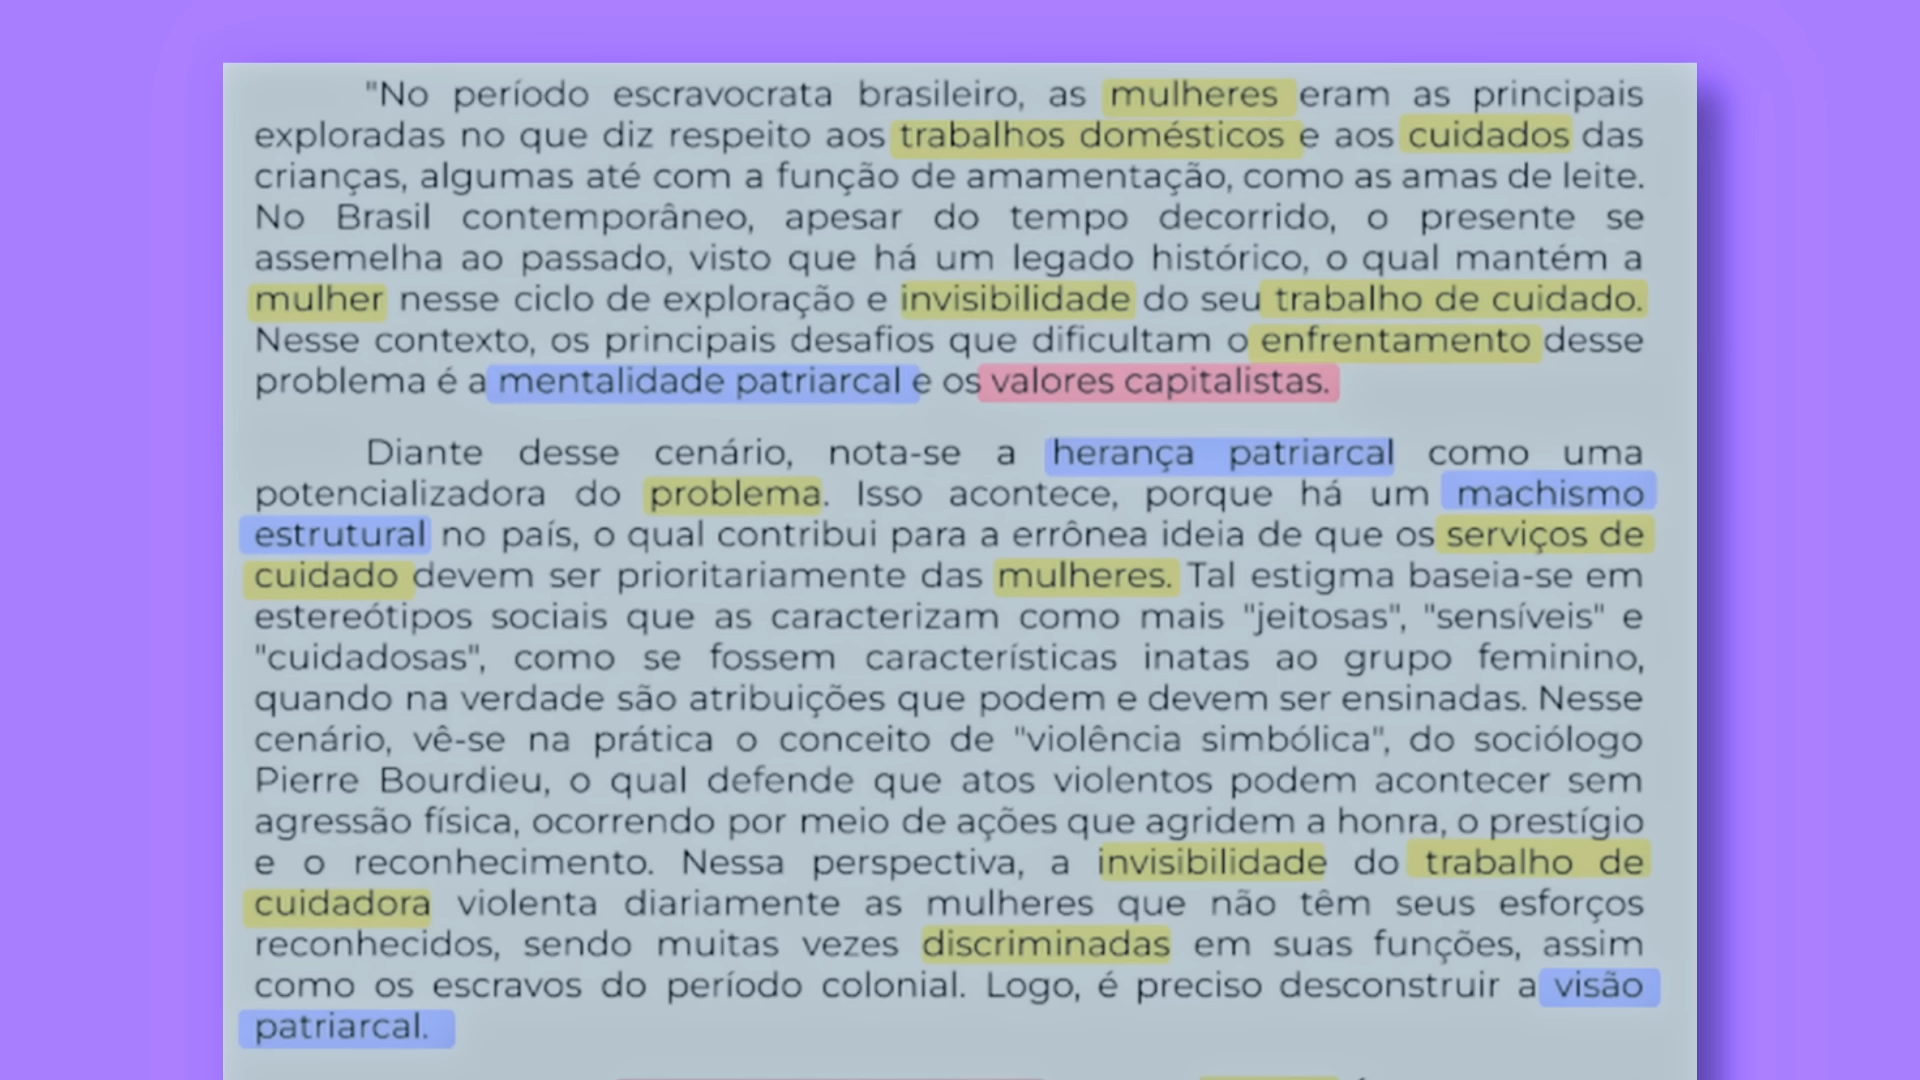 "No período escravocrata brasileiro, as mulheres eram as principais
exploradas no que diz respeito aos trabalhos domésticos e aos cuidados das
crianças, algumas até com a função de amamentação, como as amas de leite.
No Brasil contemporâneo, apesar do tempo decorrido, o presente se
assemelha ao passado, visto que há um legado histórico, o qual mantém a
mulher nesse ciclo de exploração e invisibilidade do seu trabalho de cuidado.
Nesse contexto, os principais desafios que dificultam o enfrentamento desse
problema é a mentalidade patriarcal e os valores capitalistas.
Diante desse cenário, nota-se a herança patriarcal como uma
potencializadora do problema. Isso acontece, porque há um machismo
estrutural no país, o qual contribui para a errônea ideia de que os serviços de
cuidado devem ser prioritariamente das mulheres. Tal estigma baseia-se em
estereótipos sociais que as caracterizam como mais "jeitosas", "sensíveis" e
"cuidadosas", como se fossem características inatas ao grupo feminino,
quando na verdade são atribuições que podem e devem ser ensinadas. Nesse
cenário, vê-se na prática o conceito de "violência simbólica", do sociólogo
Pierre Bourdieu, o qual defende que atos violentos podem acontecer sem
agressão física, ocorrendo por meio de ações que agridem a honra, o prestígio
e o reconhecimento. Nessa perspectiva, a invisibilidade do trabalho de
cuidadora violenta diariamente as mulheres que não têm seus esforços
reconhecidos, sendo muitas vezes discriminadas em suas funções, assim
como os escravos do período colonial. Logo, é preciso desconstruir a visão
patriarcal.